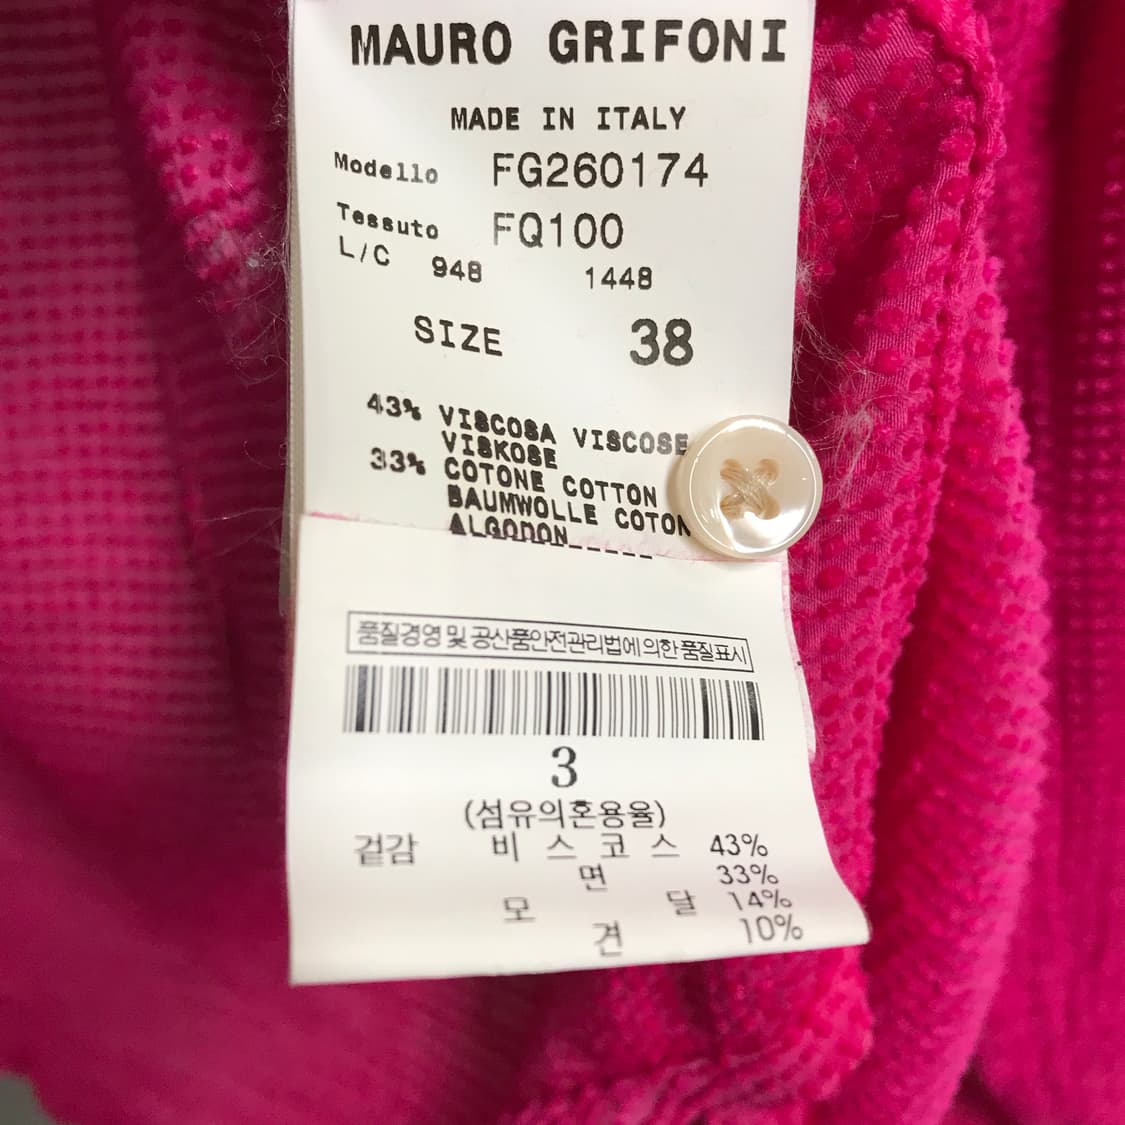 MAURO GRIFONI
MADE IN ITALY
Modello FG260174
Tessuto FQ100
L/C 948 1448
SIZE 38
43% VISCOSA VISCOSE
VISKOSE
33% COTONE COTTON
BAUMWOLLE COTON
ALGODON
품질경영 및 공산품안전관리법에 의한 품질표시
3
(섬유의혼용율)
겉감 비 스 코 스 43%
면 33%
모 달 14%
견 10%